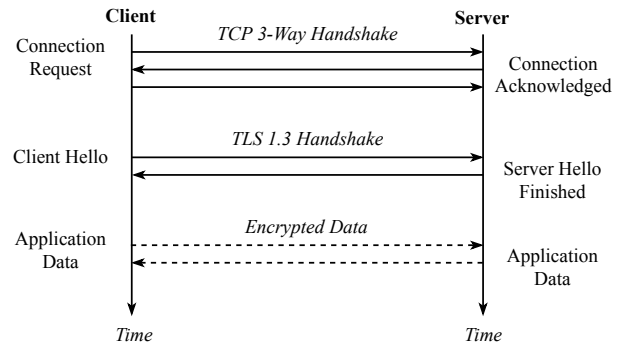 Client
Server
TCP 3-Way Handshake
Connection
Request
Connection
Acknowledged
TLS 1.3 Handshake
Client Hello
Server Hello
Finished
Encrypted Data
Application
Data
Application
Data
Time
Time